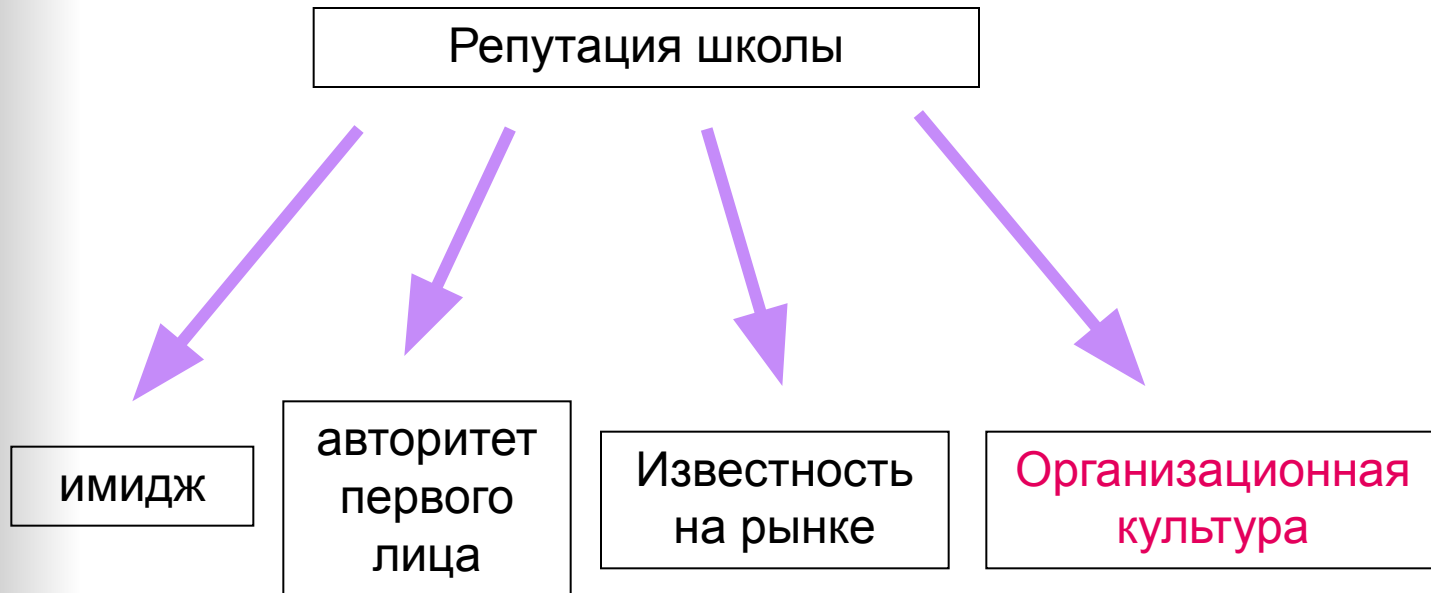 Репутация школы
имидж
авторитет
первого
лица
Известность
на рынке
Организационная
культура